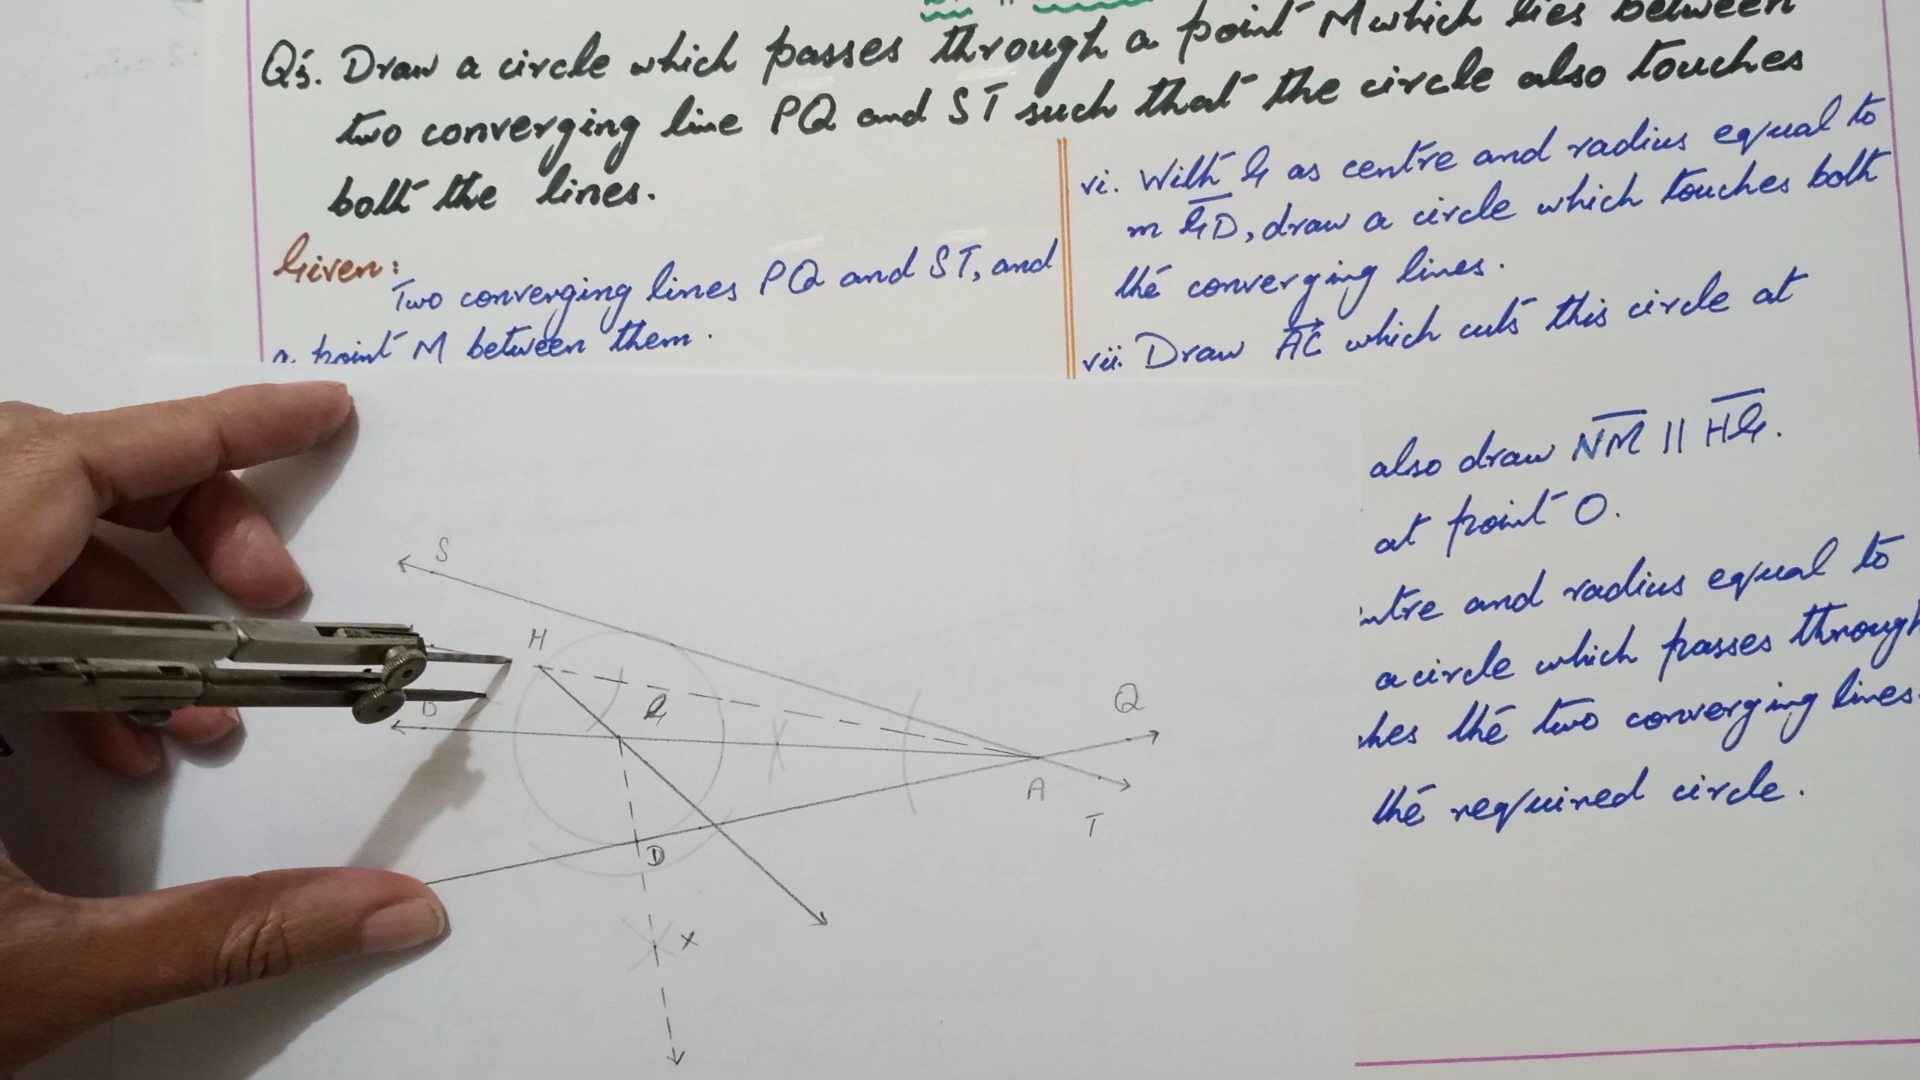 Q5. Draw a circle which passes through a point M which lies between
two converging line PQ and ST such that the circle also touches
both the lines.
Given:
Two converging lines PQ and ST, and
a point M between them.
vi. With G as centre and radius equal to
m GD, draw a circle which touches both
the converging lines.
vii. Draw AC which cuts this circle at
also draw NM || HG.
at point O.
ntre and radius equal to
a circle which passes through
hes the two converging lines.
the required circle.
S
H
G
B
Q
A
T
D
X